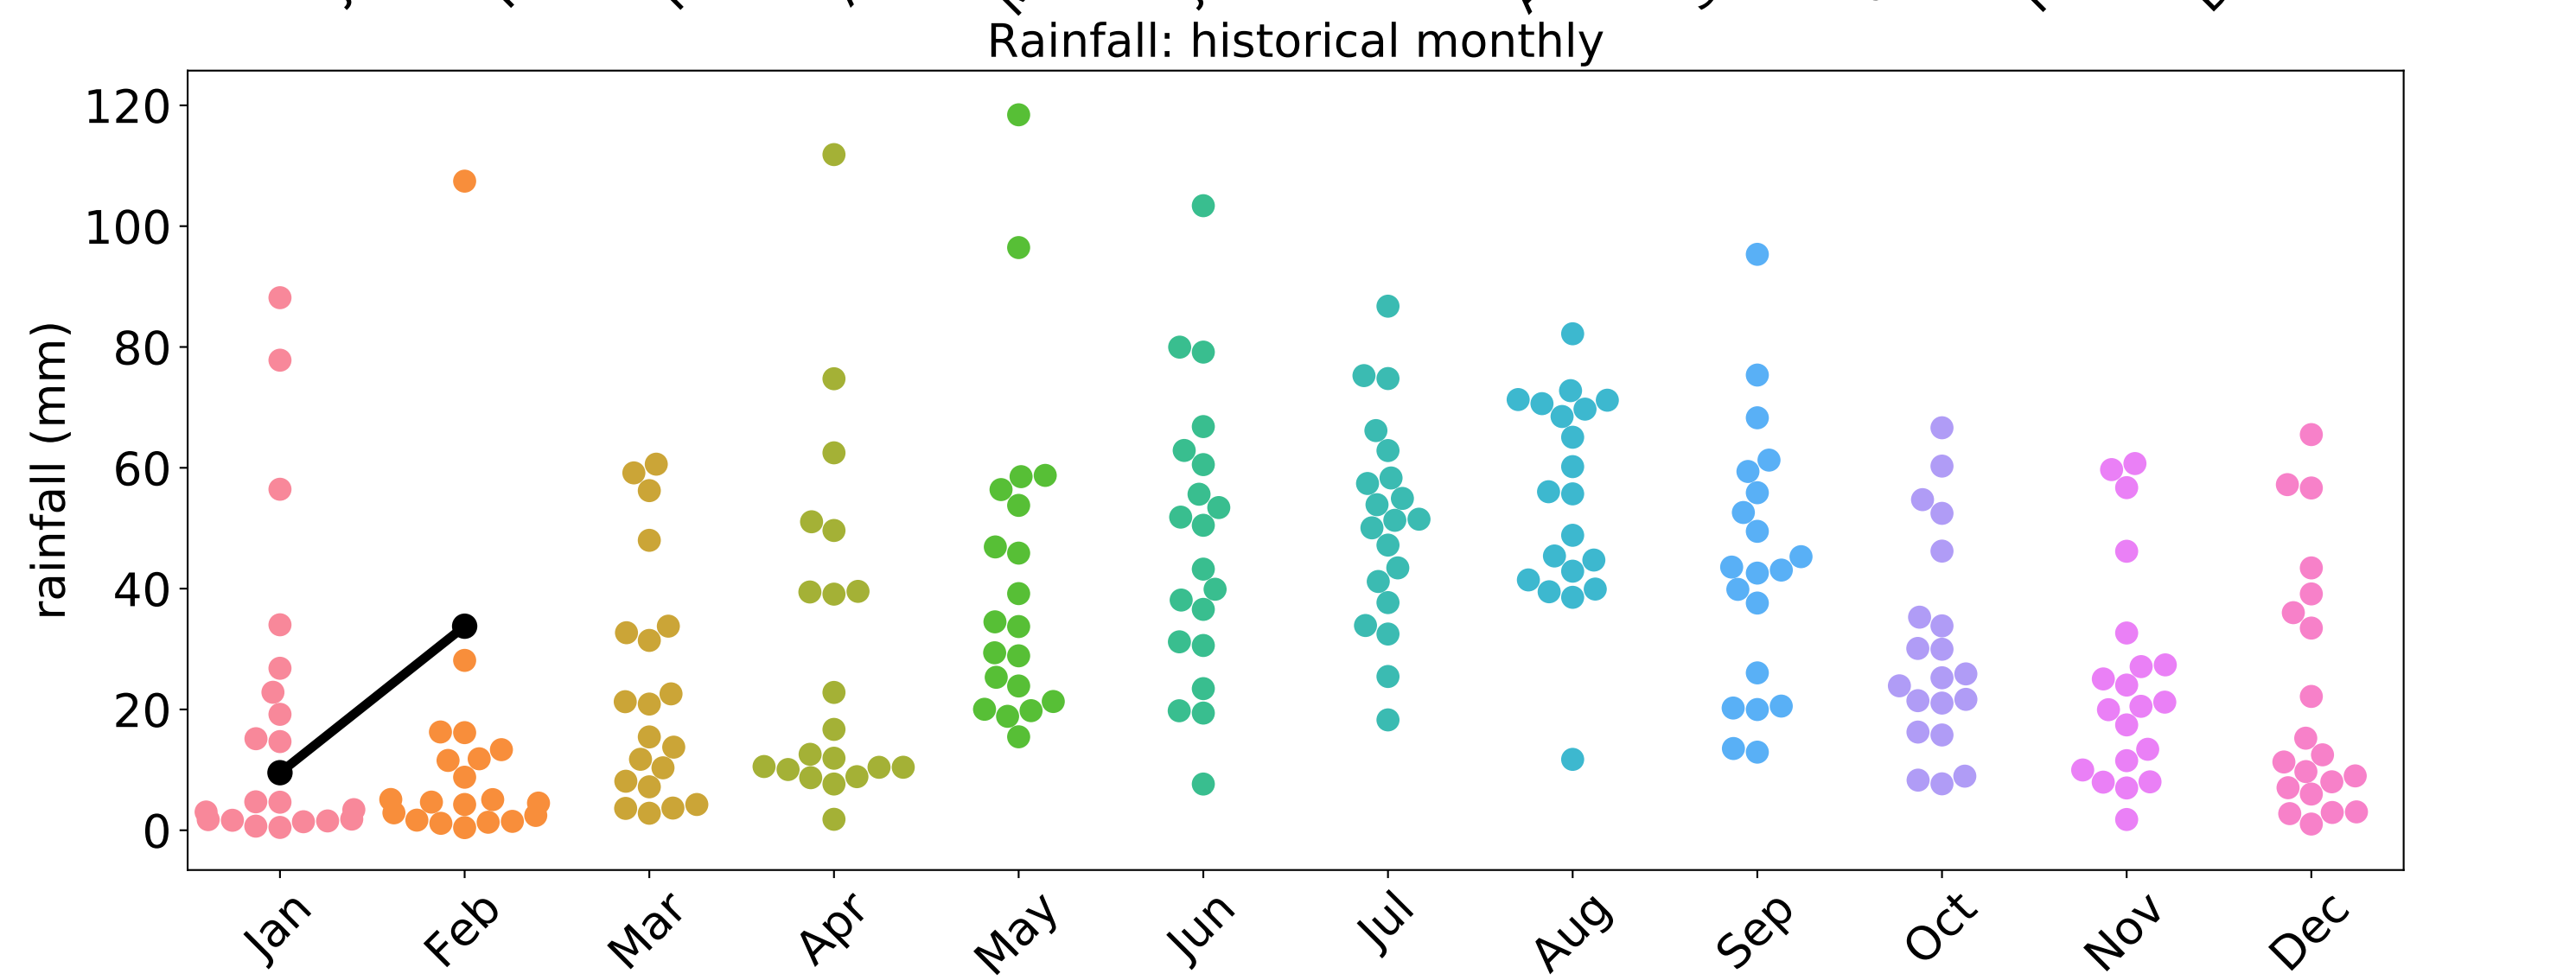 Rainfall: historical monthly
rainfall (mm)
120
100
80
60
40
20
0
Jan
Feb
Mar
Apr
May
Jun
Jul
Aug
Sep
Oct
Nov
Dec